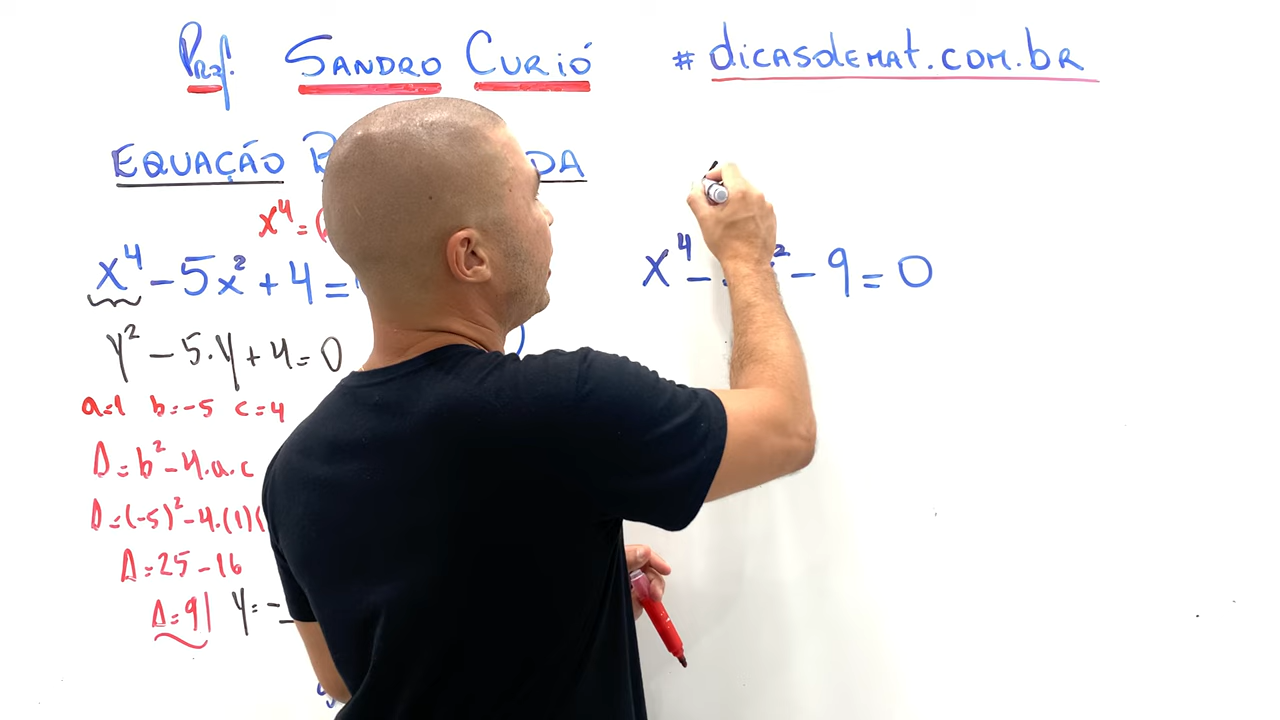 Prof. SANDRO CURIÓ
#dicasdemat.com.br
EQUAÇÃO
x⁴=
x⁴-5x²+4=
y²-5.y+4=0
a=1 b=-5 c=4
Δ=b²-4.a.c
Δ=(-5)²-4.(1)(
Δ=25-16
Δ=9 y=-
x⁴- ²-9=0